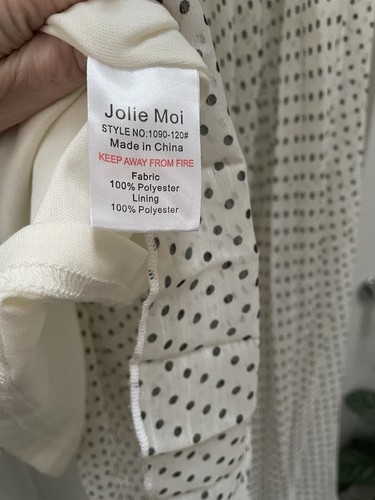 Jolie Moi
STYLE NO:1090-120#
Made in China
KEEP AWAY FROM FIRE
Fabric
100% Polyester
Lining
100% Polyester